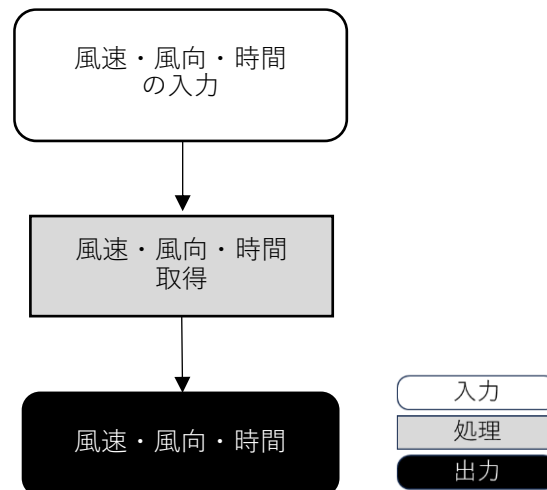 風速・風向・時間
の入力
風速・風向・時間
取得
風速・風向・時間
入力
処理
出力